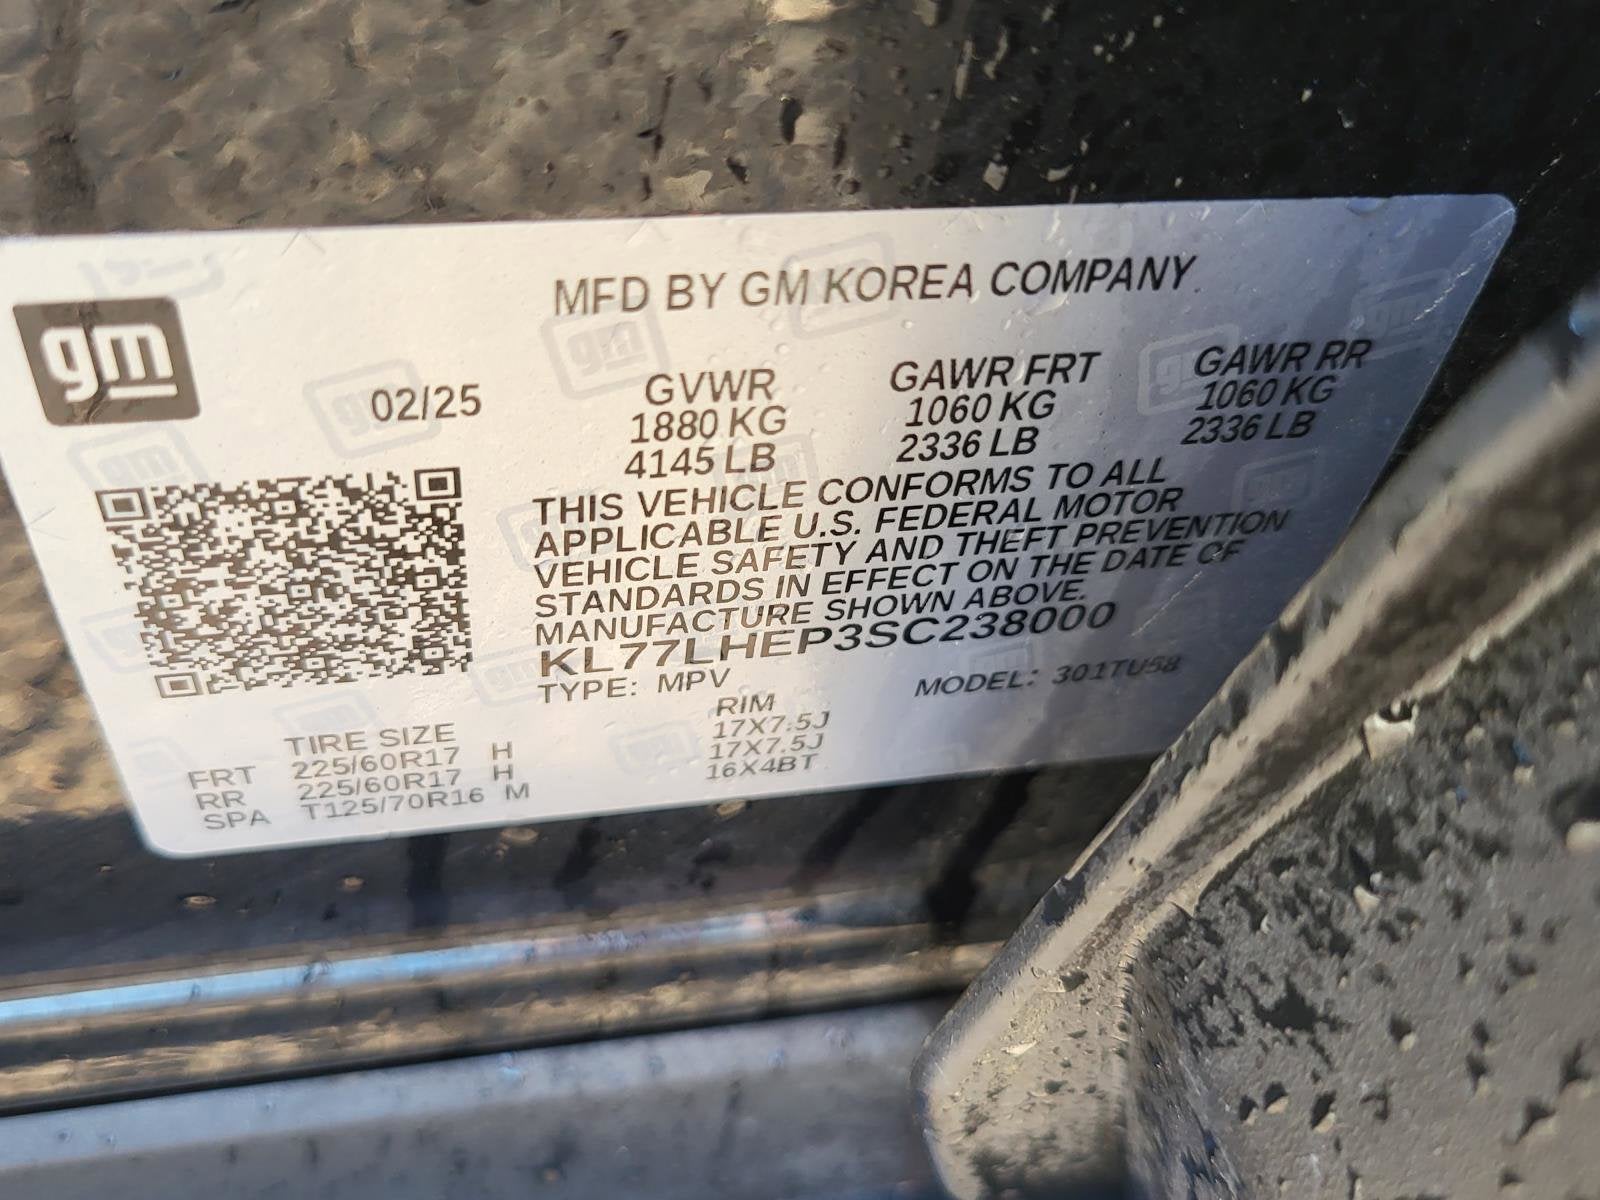 gm
MFD BY GM KOREA COMPANY
02/25
GVWR GAWR FRT GAWR RR
1880 KG 1060 KG 1060 KG
4145 LB 2336 LB 2336 LB
THIS VEHICLE CONFORMS TO ALL
APPLICABLE U.S. FEDERAL MOTOR
VEHICLE SAFETY AND THEFT PREVENTION
STANDARDS IN EFFECT ON THE DATE OF
MANUFACTURE SHOWN ABOVE.
KL77LHEP3SC238000
TYPE: MPV MODEL: 301TU58
TIRE SIZE RIM
FRT 225/60R17 H 17X7.5J
RR 225/60R17 H 17X7.5J
SPA T125/70R16 M 16X4BT